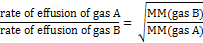 rate of effusion of gas A / rate of effusion of gas B = √(MM(gas B) / MM(gas A))